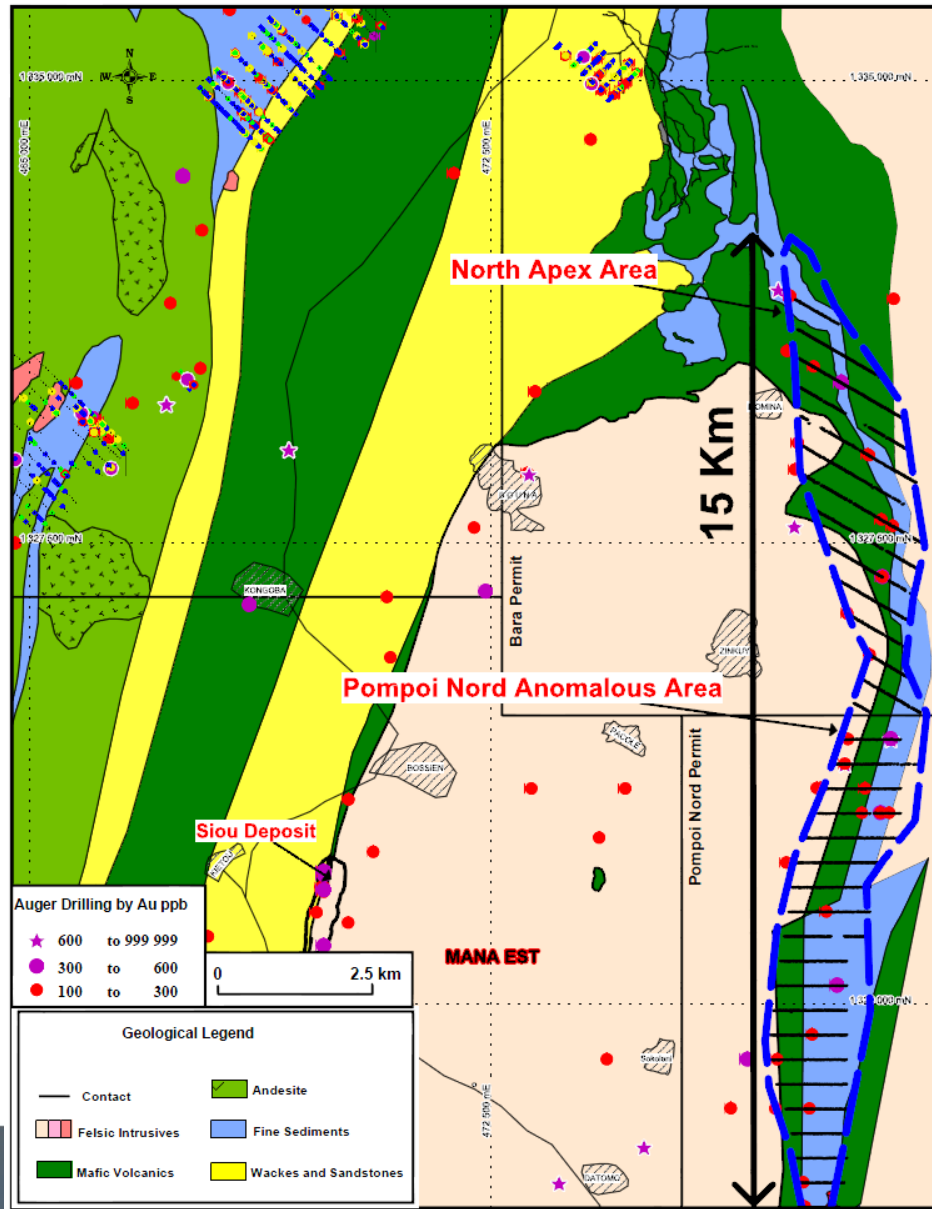 N
W E
S
1 335 000 mN
1 335 000 mN
465 000 mE
472 500 mE
North Apex Area
15 Km
BOUNA
1 327 500 mN
1 327 500 mN
KONGOBA
Bara Permit
ZINKUY
Pompoi Nord Anomalous Area
PACOLE
BOSSIEN
Pompoi Nord Permit
Siou Deposit
Auger Drilling by Au ppb
600 to 999 999
300 to 600
100 to 300
0 2.5 km
MANA EST
Geological Legend
Contact
Andesite
Felsic Intrusives
Fine Sediments
Mafic Volcanics
Wackes and Sandstones
472 500 mE
DATOMO